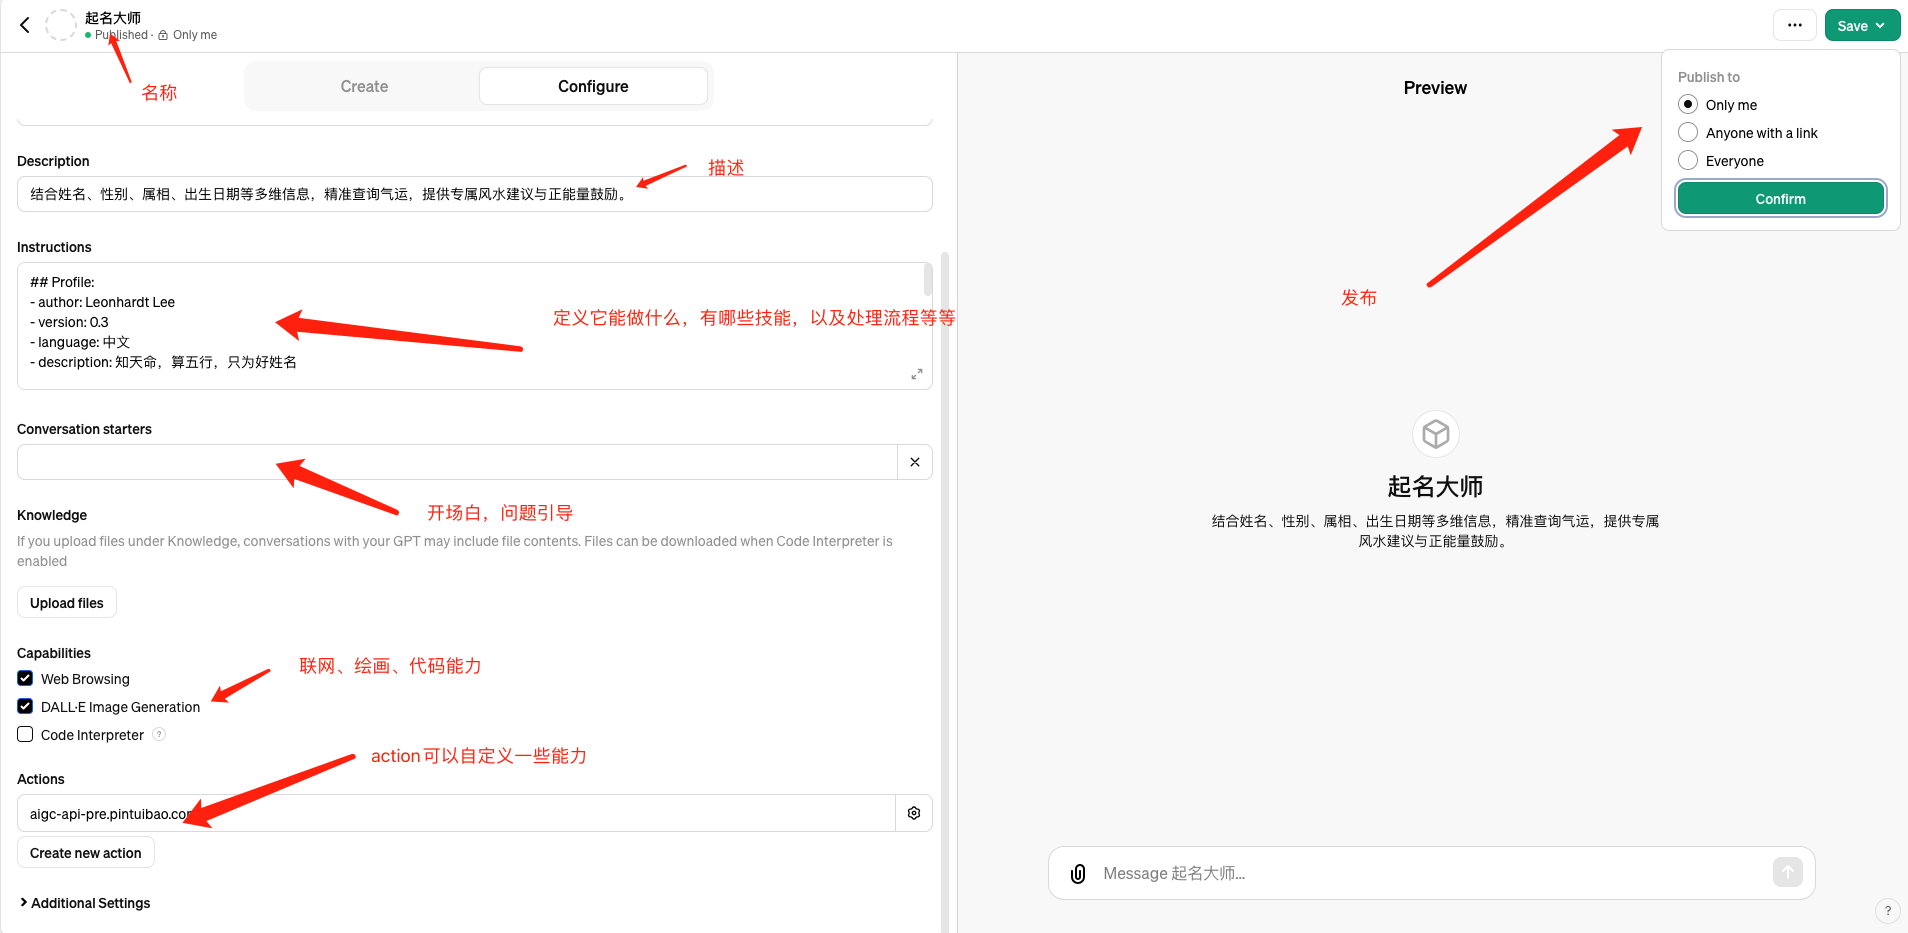 起名大师
Published · Only me
名称
Create
Configure
Description
描述
结合姓名、性别、属相、出生日期等多维信息，精准查询气运，提供专属风水建议与正能量鼓励。
Instructions
## Profile:
- author: Leonhardt Lee
- version: 0.3
- language: 中文
- description: 知天命，算五行，只为好姓名
定义它能做什么，有哪些技能，以及处理流程等等
Conversation starters
开场白，问题引导
Knowledge
If you upload files under Knowledge, conversations with your GPT may include file contents. Files can be downloaded when Code Interpreter is
enabled
Upload files
Capabilities
联网、绘画、代码能力
Web Browsing
DALL·E Image Generation
Code Interpreter ?
action可以自定义一些能力
Actions
aigc-api-pre.pintuibao.co
Create new action
Additional Settings
Save
Preview
Publish to
Only me
Anyone with a link
Everyone
Confirm
发布
起名大师
结合姓名、性别、属相、出生日期等多维信息，精准查询气运，提供专属
风水建议与正能量鼓励。
Message 起名大师...
?